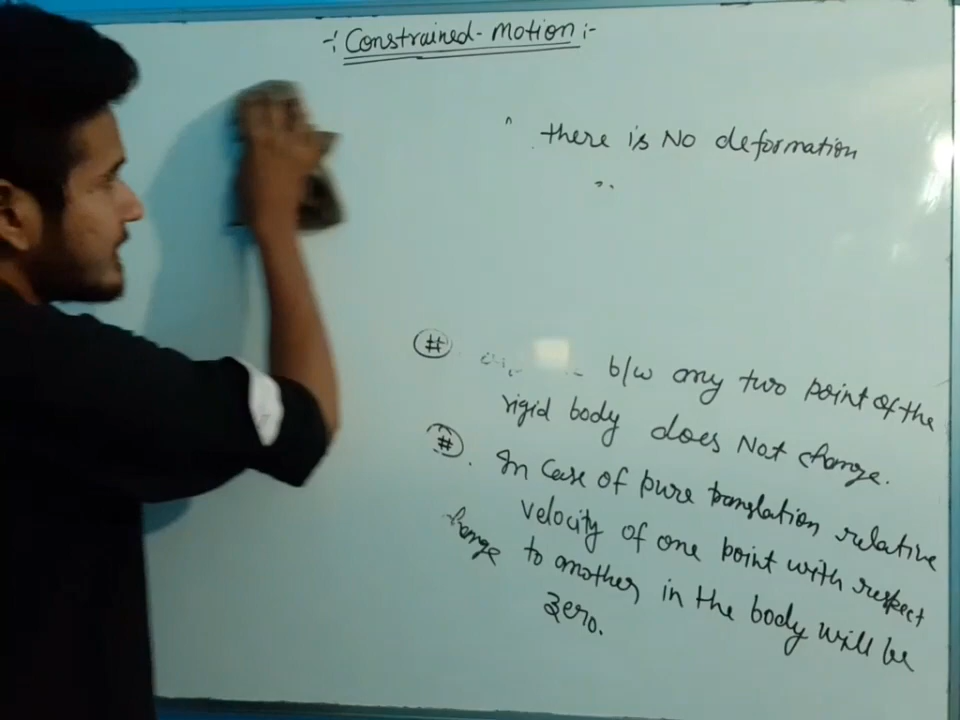 -: Constrained-Motion :-
there is No deformation
#
b/w any two point of the
rigid body does Not change.
#. In case of pure translation relative
velocity of one point with respect
change to another in the body will be
zero.